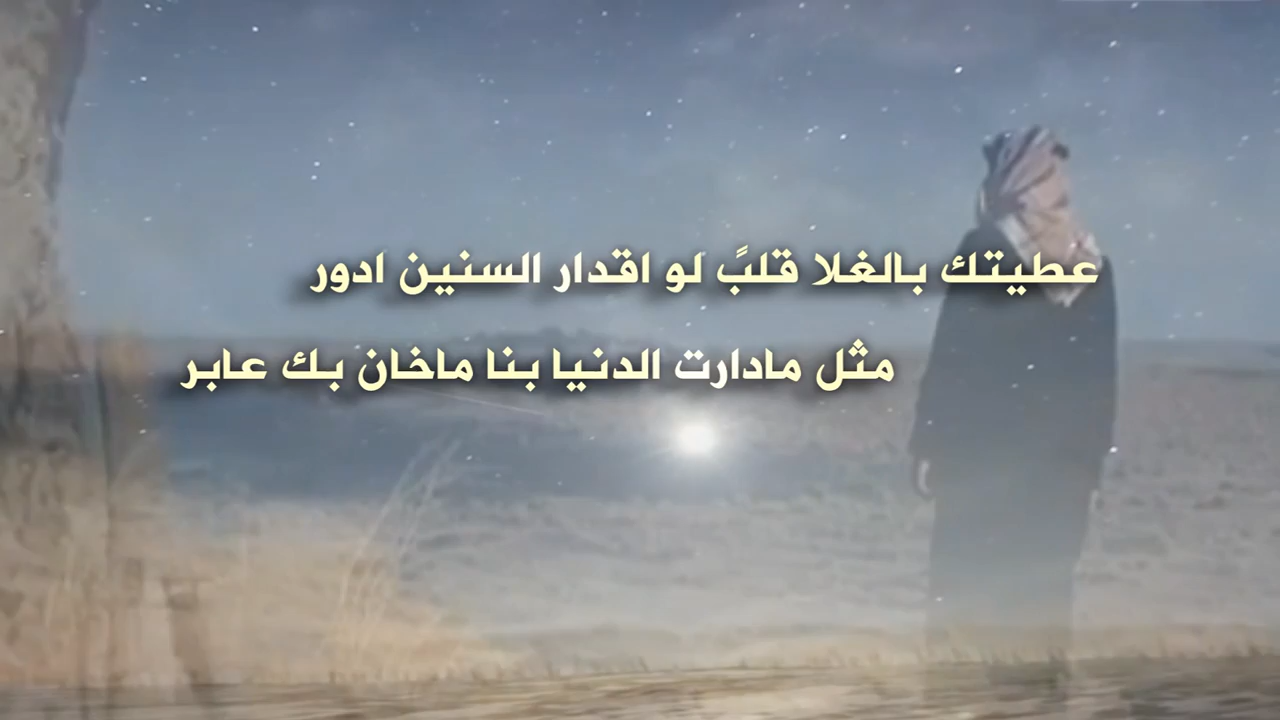 عطيتك بالغلا قلبً لو اقدار السنين ادور
مثل مادارت الدنيا بنا ماخان بك عابر